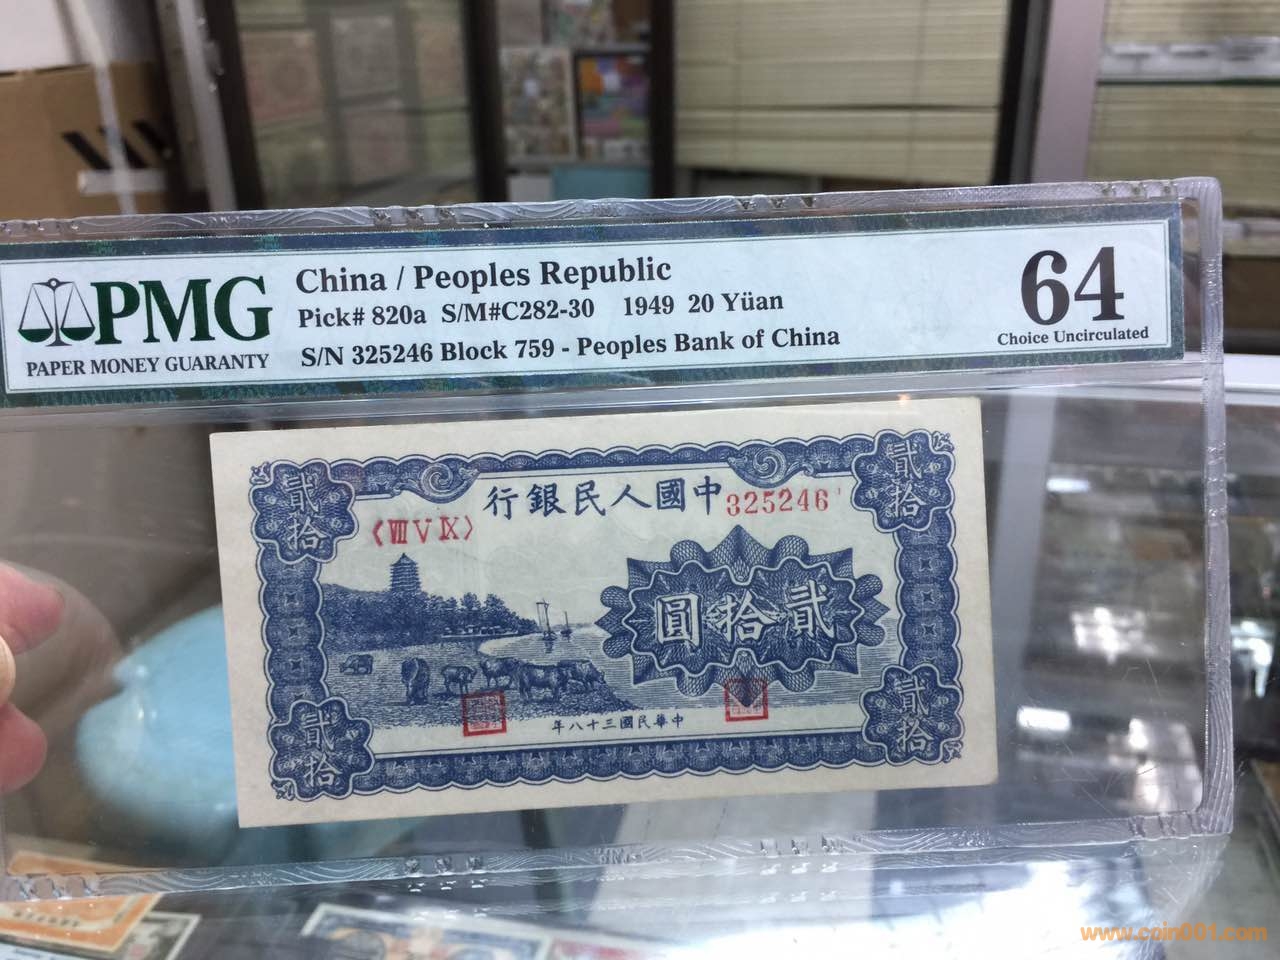 PMG
PAPER MONEY GUARANTY
China / Peoples Republic
Pick# 820a S/M#C282-30 1949 20 Yüan
S/N 325246 Block 759 - Peoples Bank of China
64
Choice Uncirculated
貳拾
貳拾
行銀民人國中
325246
〈ⅧⅤⅨ〉
圓拾貳
年八十三國民華中
貳拾
貳拾
www.coin001.com